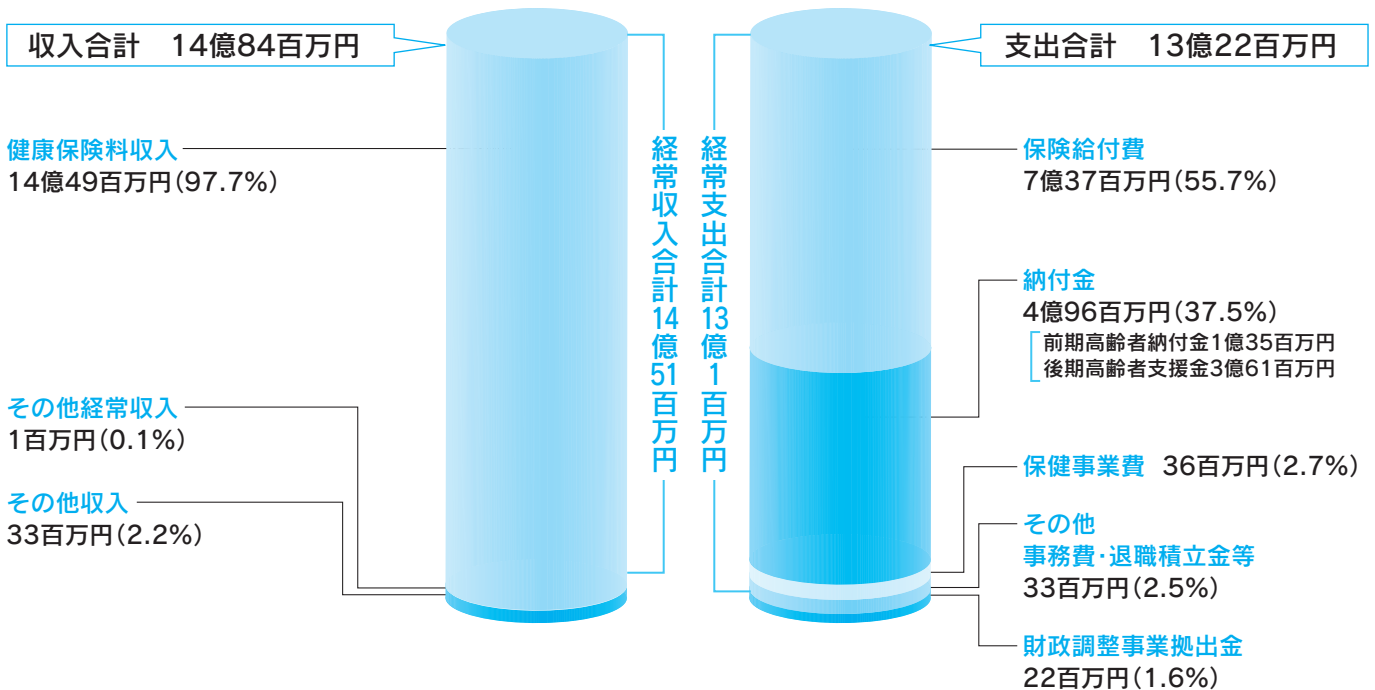 収入合計　14億84百万円
健康保険料収入
14億49百万円(97.7%)
その他経常収入
1百万円(0.1%)
その他収入
33百万円(2.2%)
経常収入合計14億51百万円
経常支出合計13億1百万円
支出合計　13億22百万円
保険給付費
7億37百万円(55.7%)
納付金
4億96百万円(37.5%)
前期高齢者納付金1億35百万円
後期高齢者支援金3億61百万円
保健事業費　36百万円(2.7%)
その他
事務費・退職積立金等
33百万円(2.5%)
財政調整事業拠出金
22百万円(1.6%)